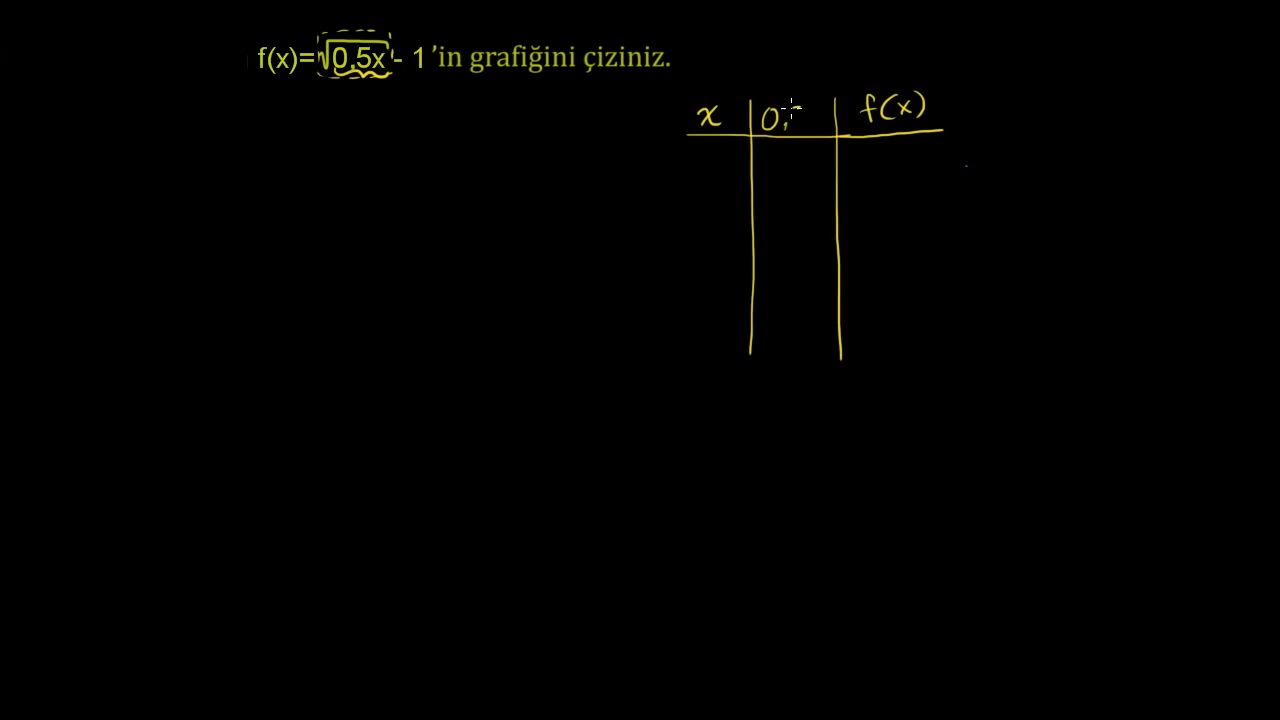 f(x)=√0,5x - 1 'in grafiğini çiziniz.
x 0, f(x)